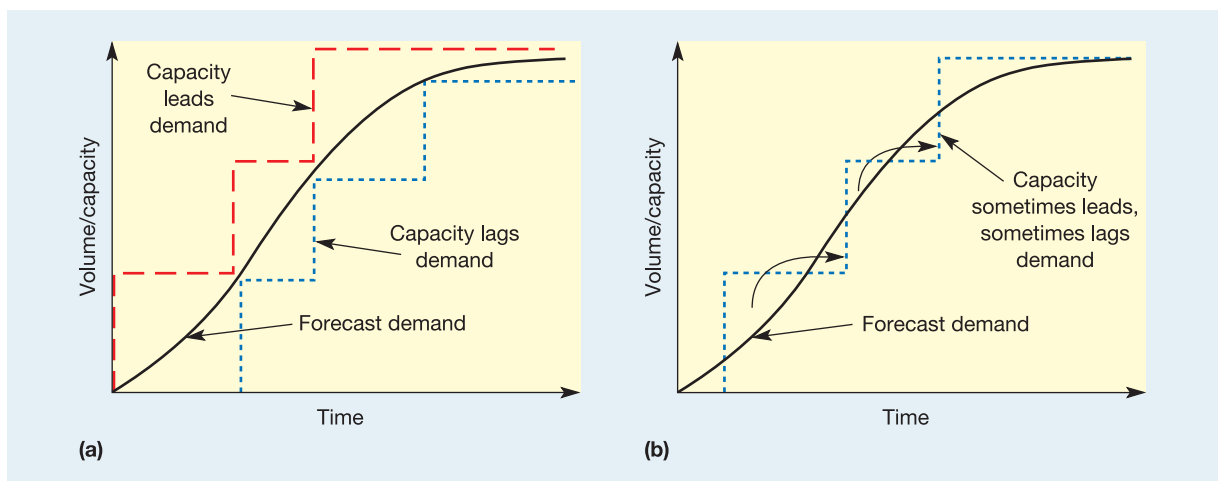 Volume/capacity
Capacity
leads
demand
Capacity lags
demand
Forecast demand
Time
(a)
Volume/capacity
Capacity
sometimes leads,
sometimes lags
demand
Forecast demand
Time
(b)